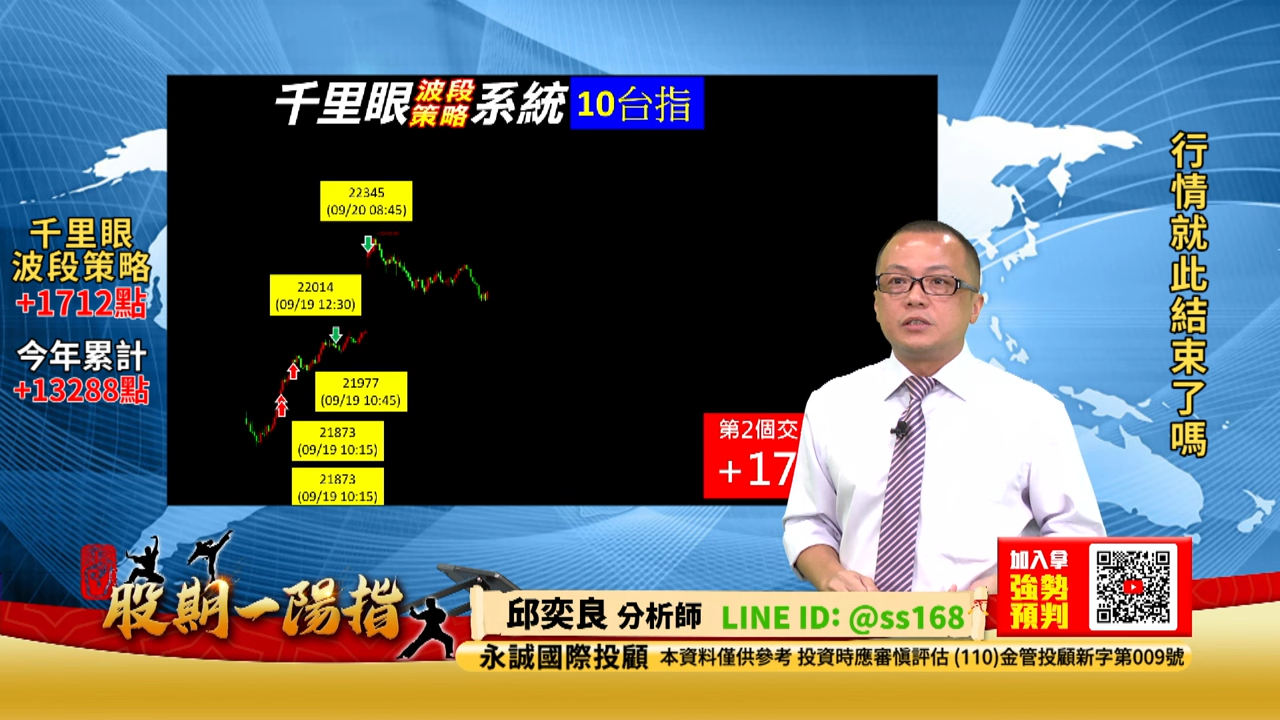 千里眼波段策略系統 10台指
22345
(09/20 08:45)
22014
(09/19 12:30)
21977
(09/19 10:45)
21873
(09/19 10:15)
21873
(09/19 10:15)
第2個交
+17
千里眼
波段策略
+1712點
今年累計
+13288點
行情就此結束了嗎
股期一陽指
邱奕良 分析師 LINE ID: @ss168
永誠國際投顧 本資料僅供參考 投資時應審慎評估 (110)金管投顧新字第009號
加入拿
強勢
預判